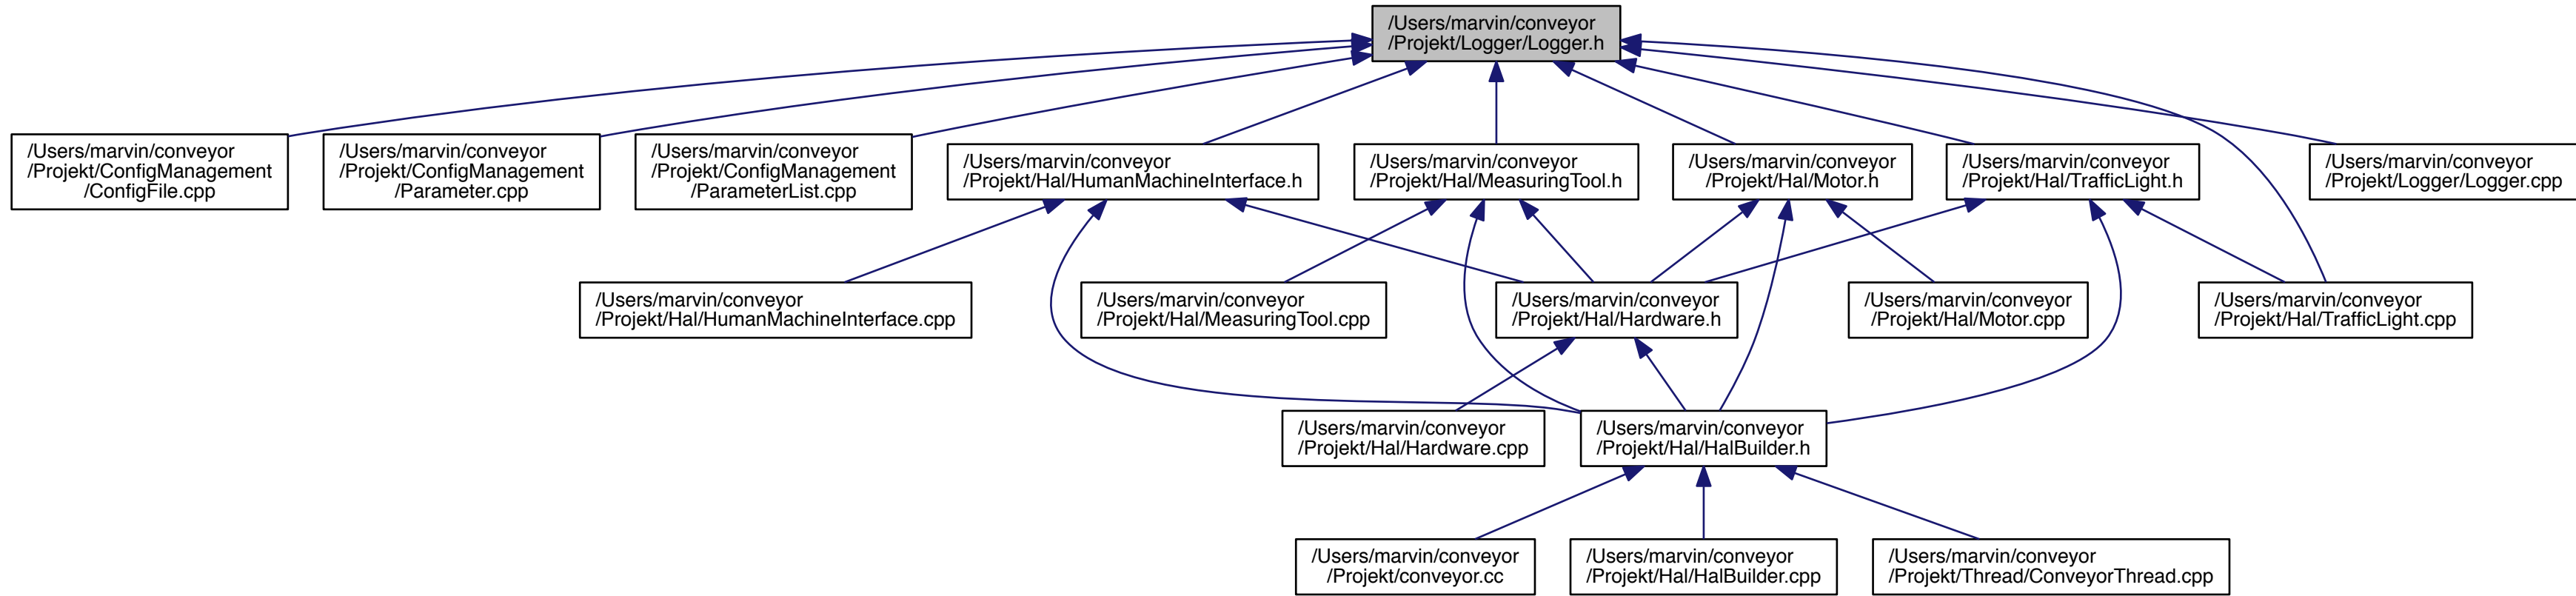 /Users/marvin/conveyor
/Projekt/Logger/Logger.h
/Users/marvin/conveyor
/Projekt/ConfigManagement
/ConfigFile.cpp
/Users/marvin/conveyor
/Projekt/ConfigManagement
/Parameter.cpp
/Users/marvin/conveyor
/Projekt/ConfigManagement
/ParameterList.cpp
/Users/marvin/conveyor
/Projekt/Hal/HumanMachineInterface.h
/Users/marvin/conveyor
/Projekt/Hal/MeasuringTool.h
/Users/marvin/conveyor
/Projekt/Hal/Motor.h
/Users/marvin/conveyor
/Projekt/Hal/TrafficLight.h
/Users/marvin/conveyor
/Projekt/Logger/Logger.cpp
/Users/marvin/conveyor
/Projekt/Hal/HumanMachineInterface.cpp
/Users/marvin/conveyor
/Projekt/Hal/MeasuringTool.cpp
/Users/marvin/conveyor
/Projekt/Hal/Hardware.h
/Users/marvin/conveyor
/Projekt/Hal/Motor.cpp
/Users/marvin/conveyor
/Projekt/Hal/TrafficLight.cpp
/Users/marvin/conveyor
/Projekt/Hal/Hardware.cpp
/Users/marvin/conveyor
/Projekt/Hal/HalBuilder.h
/Users/marvin/conveyor
/Projekt/conveyor.cc
/Users/marvin/conveyor
/Projekt/Hal/HalBuilder.cpp
/Users/marvin/conveyor
/Projekt/Thread/ConveyorThread.cpp